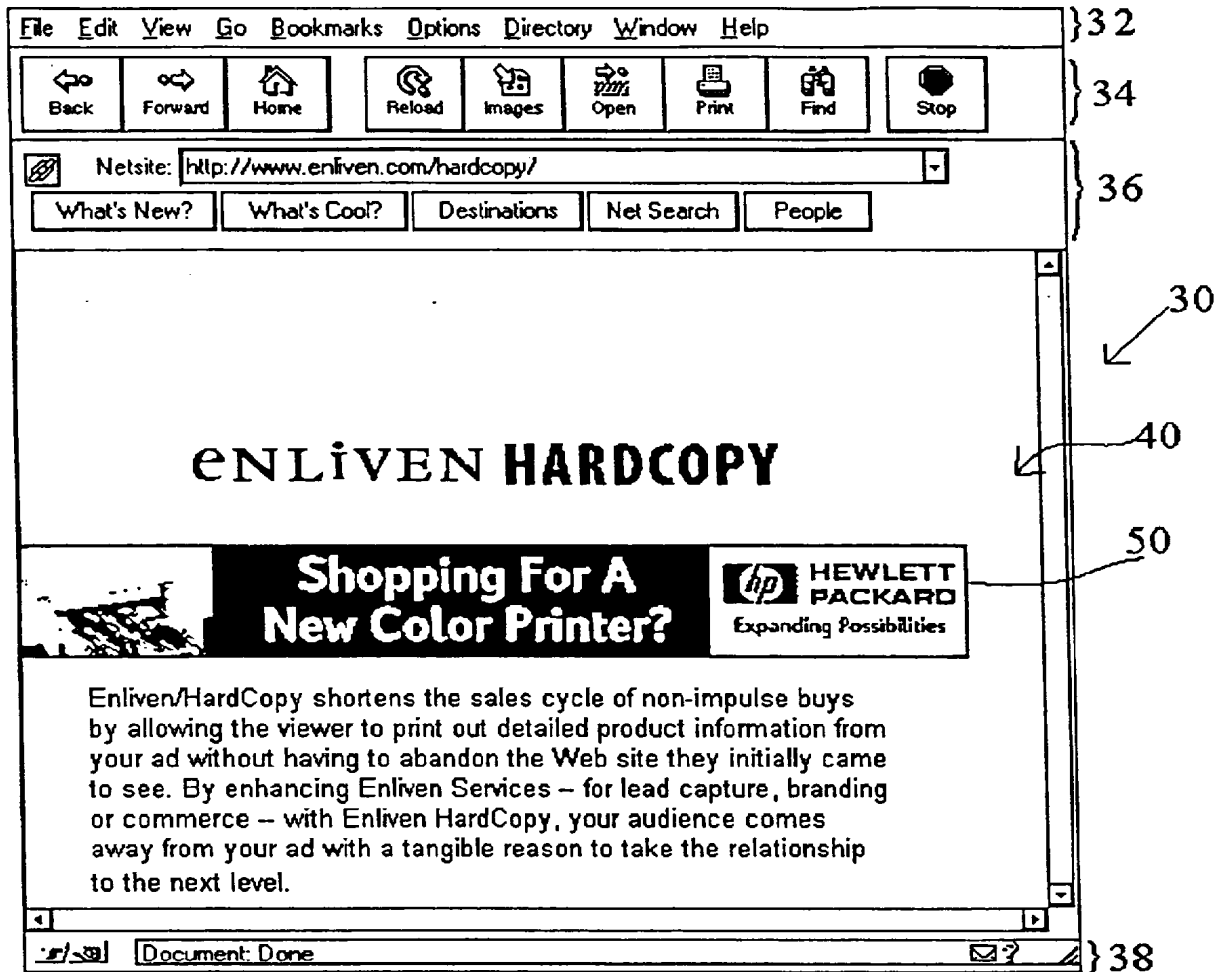 File Edit View Go Bookmarks Options Directory Window Help }32
Back Forward Home Reload Images Open Print Find Stop }34
Netsite: http://www.enliven.com/hardcopy/
What's New? What's Cool? Destinations Net Search People }36
30
40
eNLiVEN HARDCOPY
50
Shopping For A
New Color Printer?
hp HEWLETT
PACKARD
Expanding Possibilities
Enliven/HardCopy shortens the sales cycle of non-impulse buys
by allowing the viewer to print out detailed product information from
your ad without having to abandon the Web site they initially came
to see. By enhancing Enliven Services – for lead capture, branding
or commerce – with Enliven HardCopy, your audience comes
away from your ad with a tangible reason to take the relationship
to the next level.
Document: Done ? }38